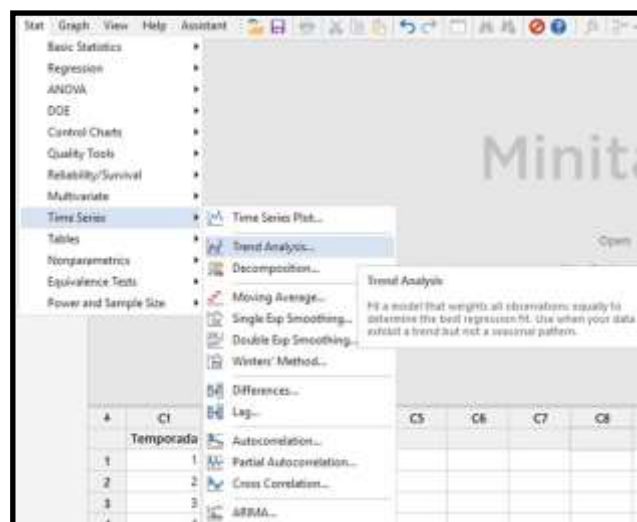 Stat Graph View Help Assistant
Basic Statistics
Regression
ANOVA
DOE
Control Charts
Quality Tools
Reliability/Survival
Multivariate
Time Series
Tables
Nonparametrics
Equivalence Tests
Power and Sample Size
Time Series Plot...
Trend Analysis...
Decomposition...
Moving Average...
Single Exp Smoothing...
Double Exp Smoothing...
Winters' Method...
Differences...
Lag...
Autocorrelation...
Partial Autocorrelation...
Cross Correlation...
ARIMA...
Minita
Open
Trend Analysis
Fit a model that weights all observations equally to
determine the best regression fit. Use when your data
exhibit a trend but not a seasonal pattern.
C1 C5 C6 C7 C8
Temporada
1 1
2 2
3 3